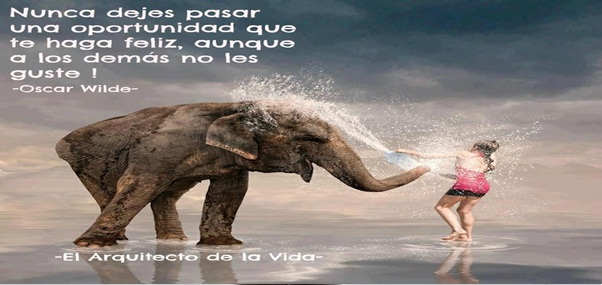 Nunca dejes pasar
una oportunidad que
te haga feliz, aunque
a los demás no les
guste !
-Oscar Wilde-
-El Arquitecto de la Vida-